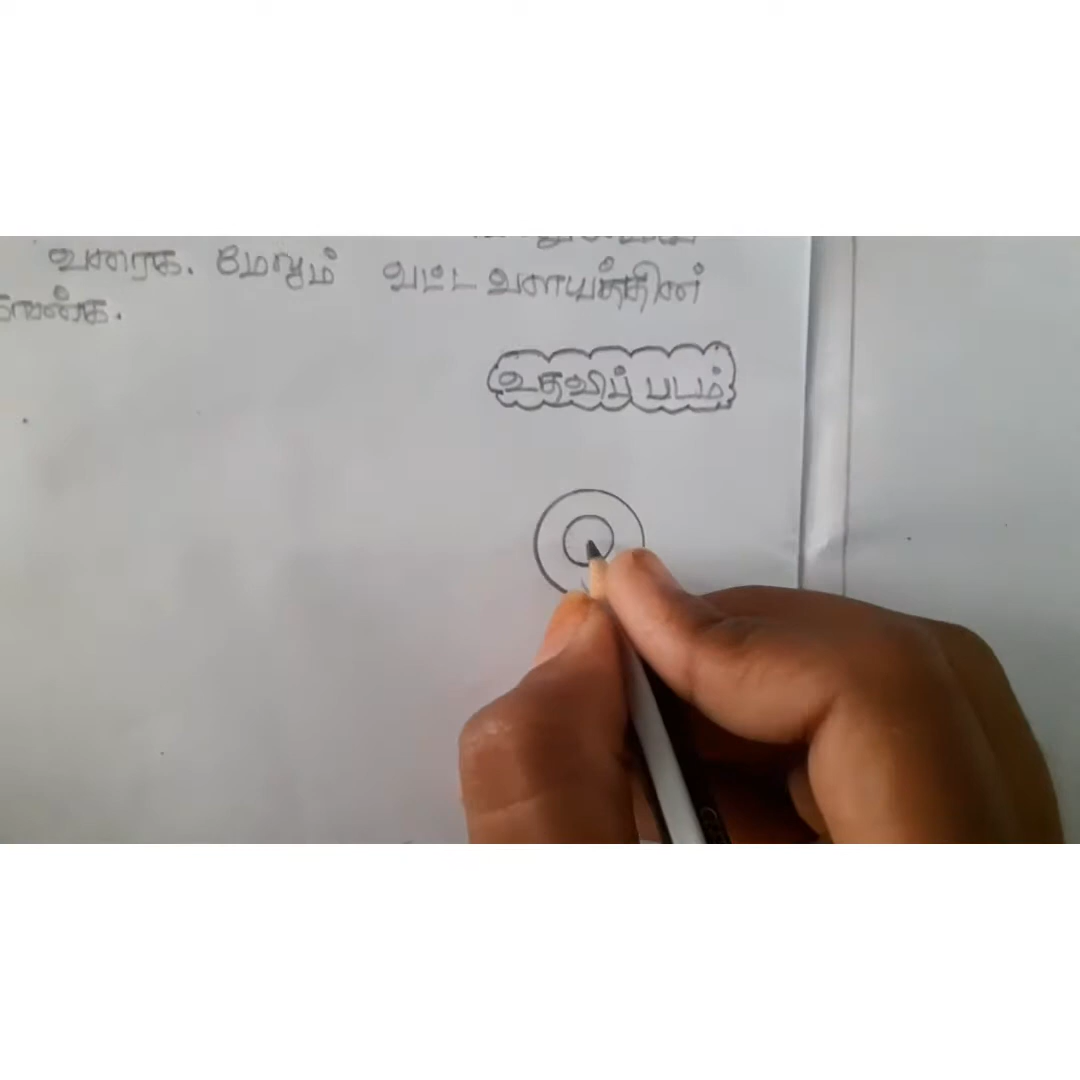 வரைக. மேலும் வட்ட வளையத்தின்
காண்க.
உதவிப் படம்